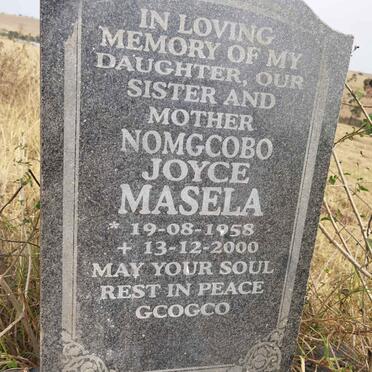 IN LOVING
MEMORY OF MY
DAUGHTER, OUR
SISTER AND
MOTHER
NOMGCOBO
JOYCE
MASELA
* 19-08-1958
+ 13-12-2000
MAY YOUR SOUL
REST IN PEACE
GCOGCO